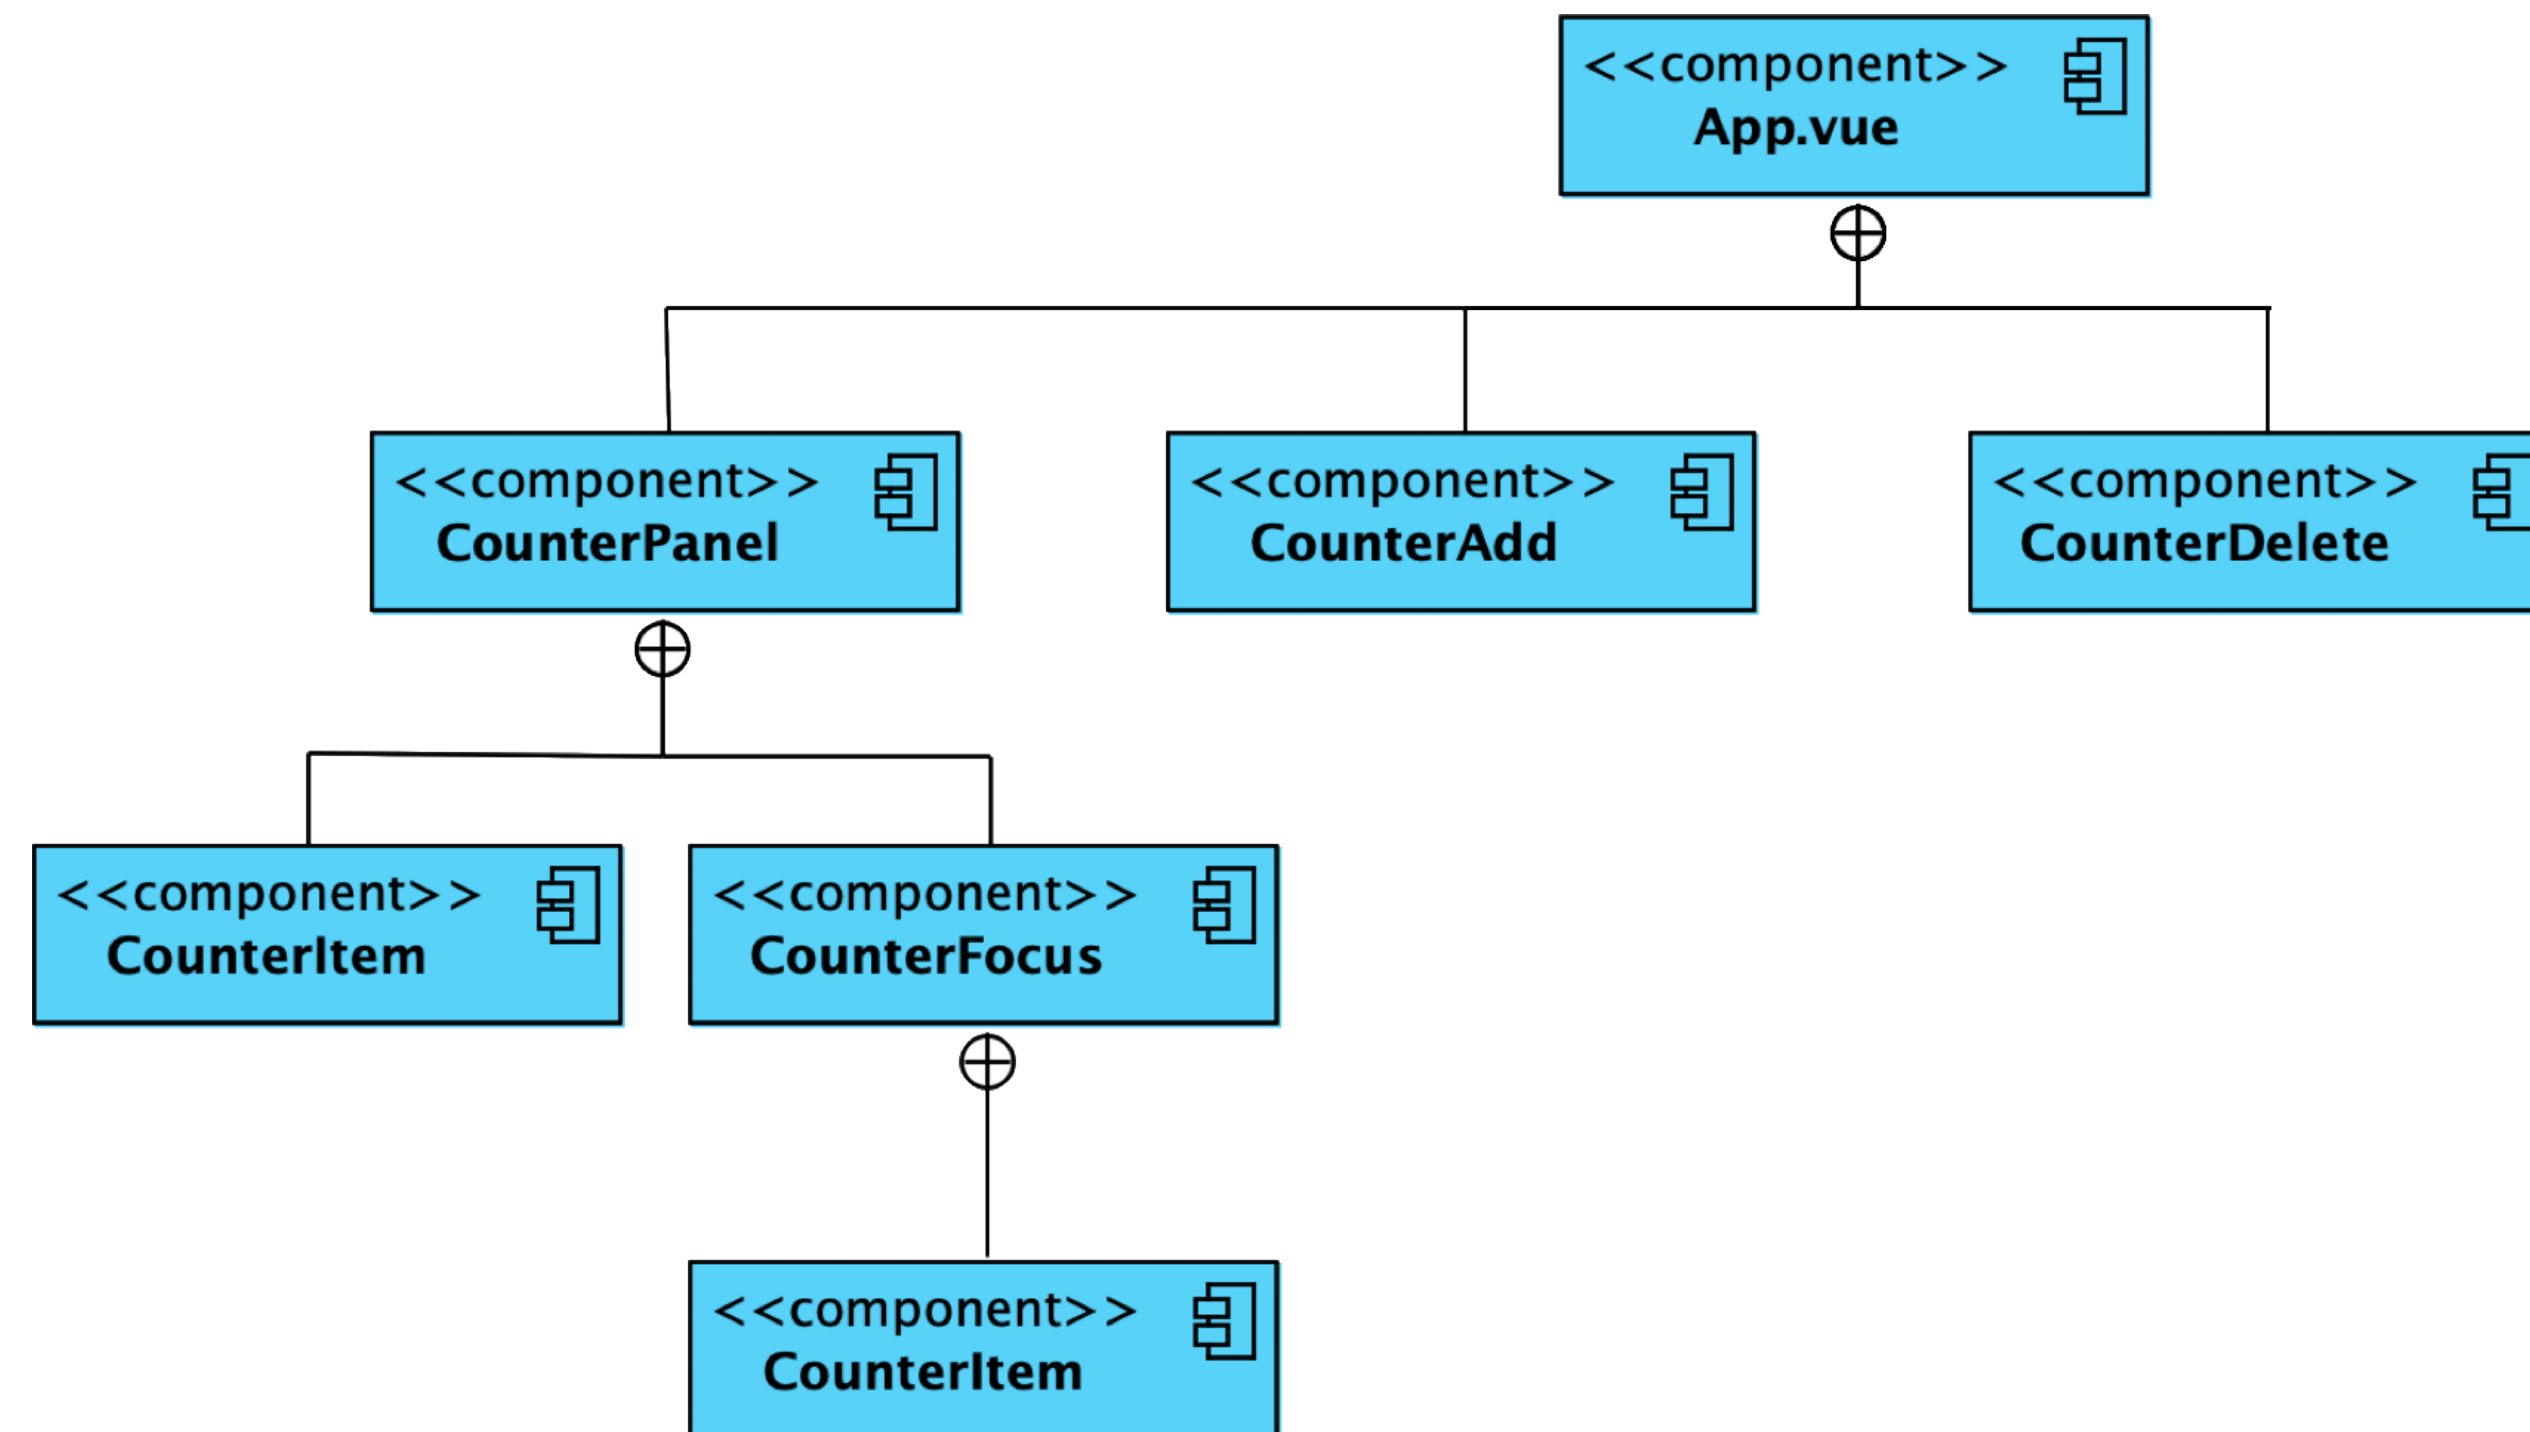 <<component>>
App.vue
<<component>>
CounterPanel
<<component>>
CounterAdd
<<component>>
CounterDelete
<<component>>
CounterItem
<<component>>
CounterFocus
<<component>>
CounterItem